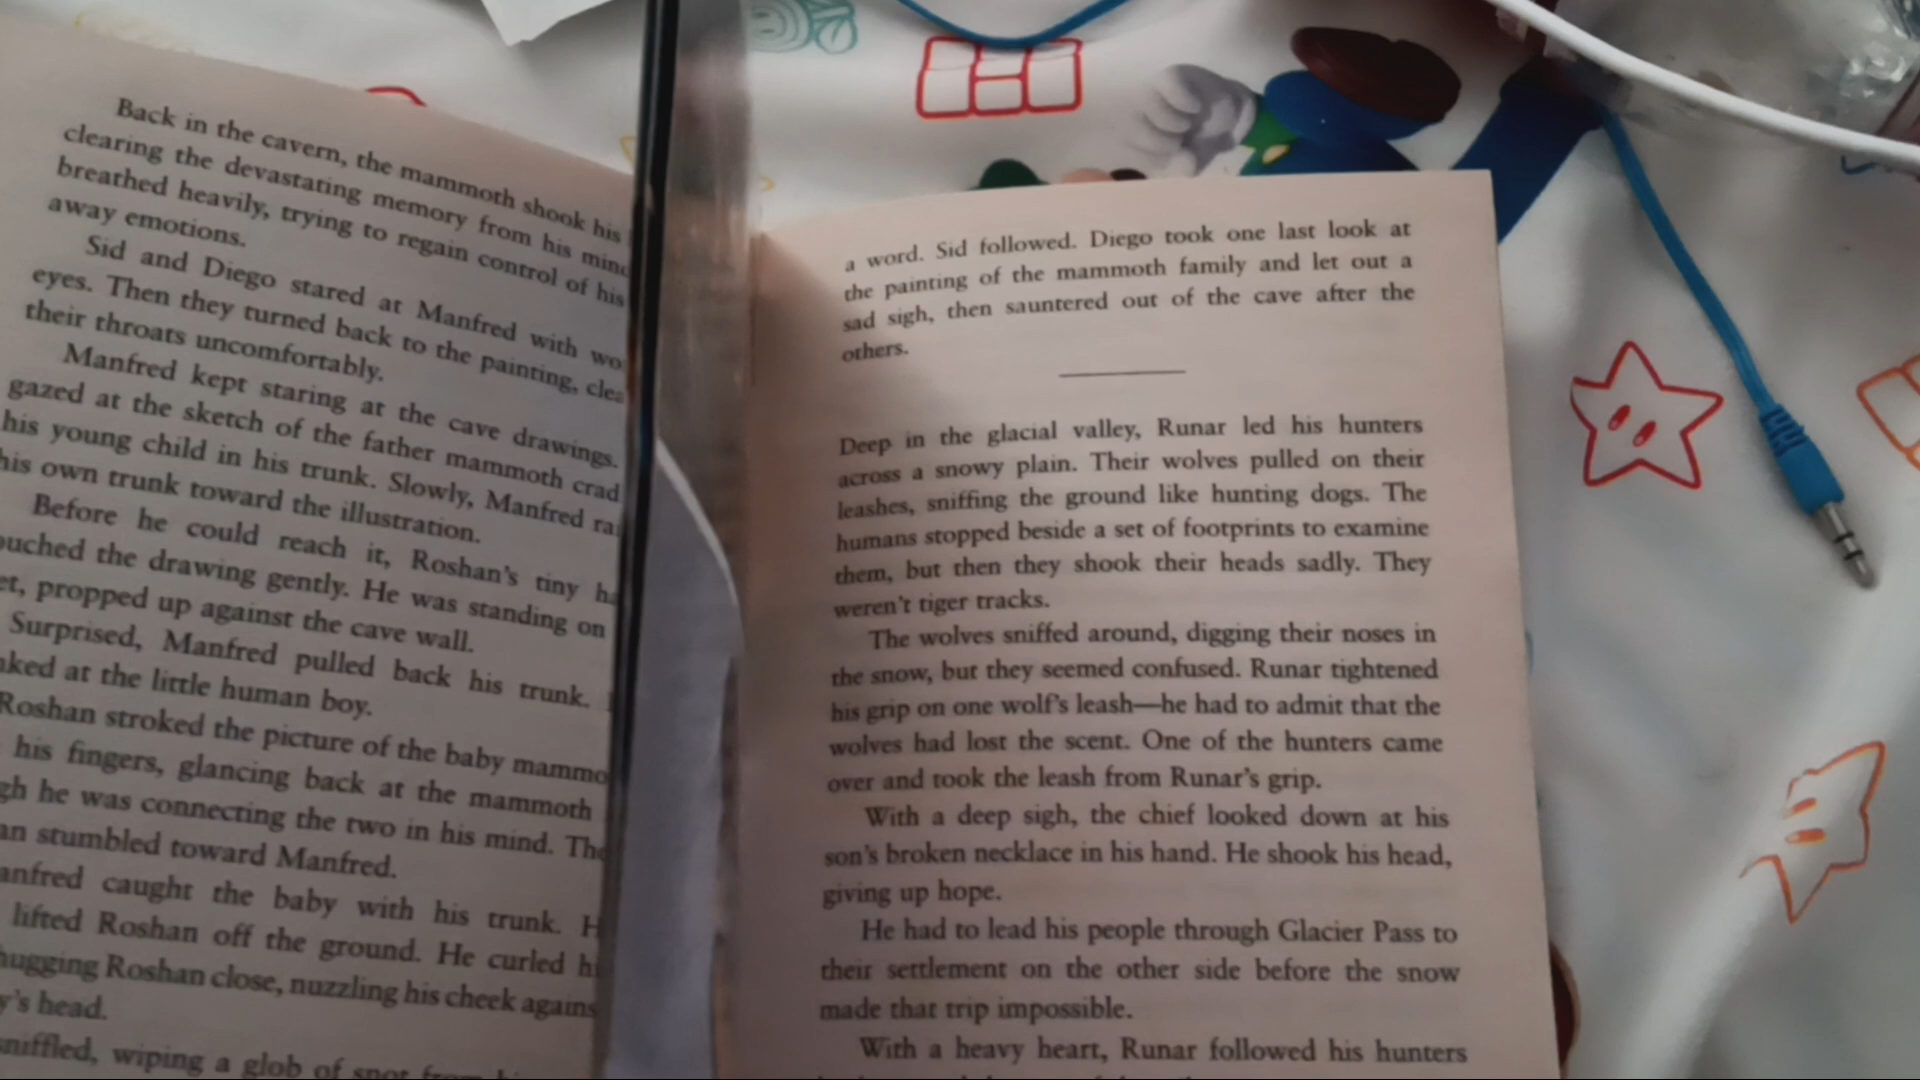 Back in the cavern, the mammoth shook his
clearing the devastating memory from his mind
breathed heavily, trying to regain control of his
away emotions.
Sid and Diego stared at Manfred with
eyes. Then they turned back to the painting,
their throats uncomfortably.
Manfred kept staring at the cave drawings.
gazed at the sketch of the father mammoth
his young child in his trunk. Slowly, Manfred
his own trunk toward the illustration.
Before he could reach it, Roshan's tiny
the drawing gently. He was standing on
propped up against the cave wall.
Surprised, Manfred pulled back his trunk.
at the little human boy.
Roshan stroked the picture of the baby
his fingers, glancing back at the mammoth
he was connecting the two in his mind.
stumbled toward Manfred.
caught the baby with his trunk.
lifted Roshan off the ground. He curled
hugging Roshan close, nuzzling his cheek
head.
wiping a glob of snot from
a word. Sid followed. Diego took one last look at
the painting of the mammoth family and let out a
sad sigh, then sauntered out of the cave after the
others.
Deep in the glacial valley, Runar led his hunters
across a snowy plain. Their wolves pulled on their
leashes, sniffing the ground like hunting dogs. The
humans stopped beside a set of footprints to examine
them, but then they shook their heads sadly. They
weren't tiger tracks.
The wolves sniffed around, digging their noses in
the snow, but they seemed confused. Runar tightened
his grip on one wolf's leash—he had to admit that the
wolves had lost the scent. One of the hunters came
over and took the leash from Runar's grip.
With a deep sigh, the chief looked down at his
son's broken necklace in his hand. He shook his head,
giving up hope.
He had to lead his people through Glacier Pass to
their settlement on the other side before the snow
made that trip impossible.
With a heavy heart, Runar followed his hunters